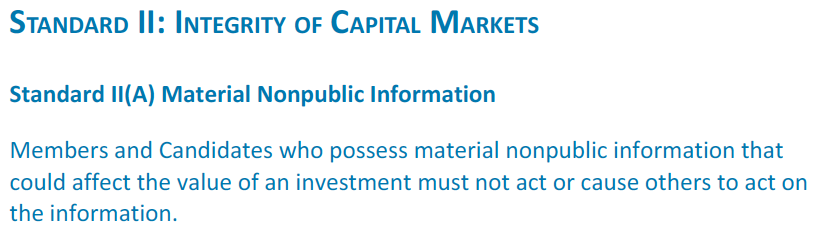 STANDARD II: INTEGRITY OF CAPITAL MARKETS
Standard II(A) Material Nonpublic Information
Members and Candidates who possess material nonpublic information that
could affect the value of an investment must not act or cause others to act on
the information.